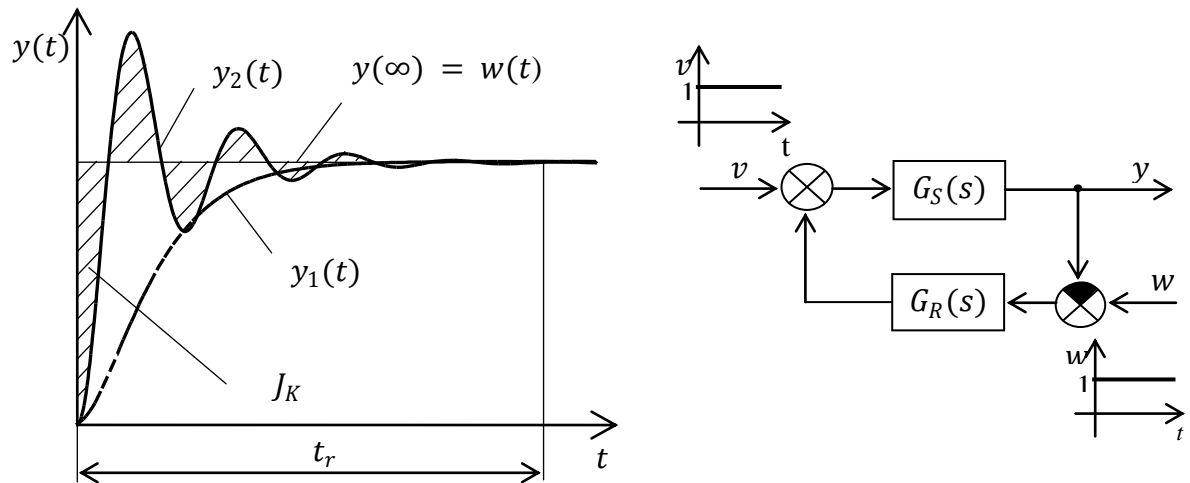 y(t)
y₂(t)
y(∞) = w(t)
y₁(t)
J_K
t
t_r
v
1
t
v
G_S(s)
y
G_R(s)
w
w
1
t